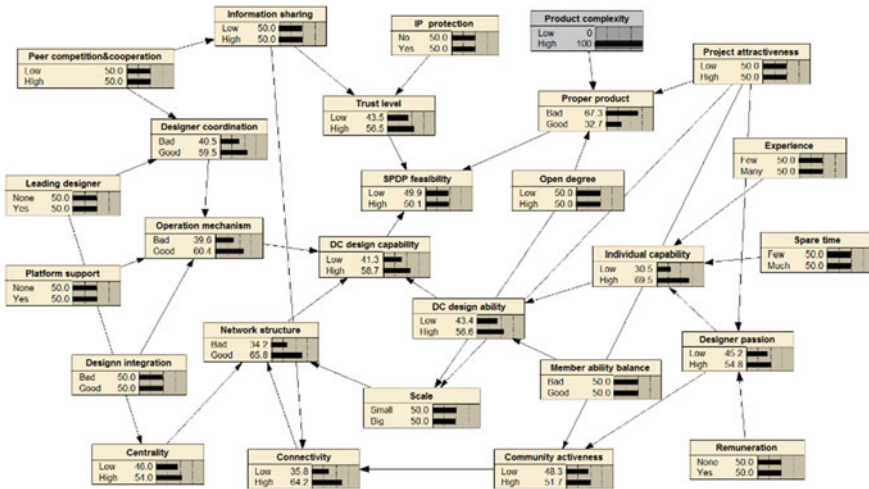 Information sharing
Low 50.0
High 50.0
IP protection
No 50.0
Yes 50.0
Product complexity
Low 0
High 100
Peer competition&cooperation
Low 50.0
High 50.0
Project attractiveness
Low 50.0
High 50.0
Trust level
Low 43.5
High 56.5
Proper product
Bad 67.3
Good 32.7
Designer coordination
Bad 40.5
Good 59.5
Experience
Few 50.0
Many 50.0
Leading designer
None 50.0
Yes 50.0
SPDP feasibility
Low 49.9
High 50.1
Open degree
Low 50.0
High 50.0
Operation mechanism
Bad 39.6
Good 60.4
DC design capability
Low 41.3
High 58.7
Individual capability
Low 30.5
High 69.5
Spare time
Few 50.0
Much 50.0
Platform support
None 50.0
Yes 50.0
DC design ability
Low 43.4
High 56.6
Network structure
Bad 34.2
Good 65.8
Designer passion
Low 45.2
High 54.8
Designn integration
Bad 50.0
Good 50.0
Member ability balance
Bad 50.0
Good 50.0
Scale
Small 50.0
Big 50.0
Centrality
Low 46.0
High 54.0
Connectivity
Low 35.8
High 64.2
Community activeness
Low 48.3
High 51.7
Remuneration
None 50.0
Yes 50.0